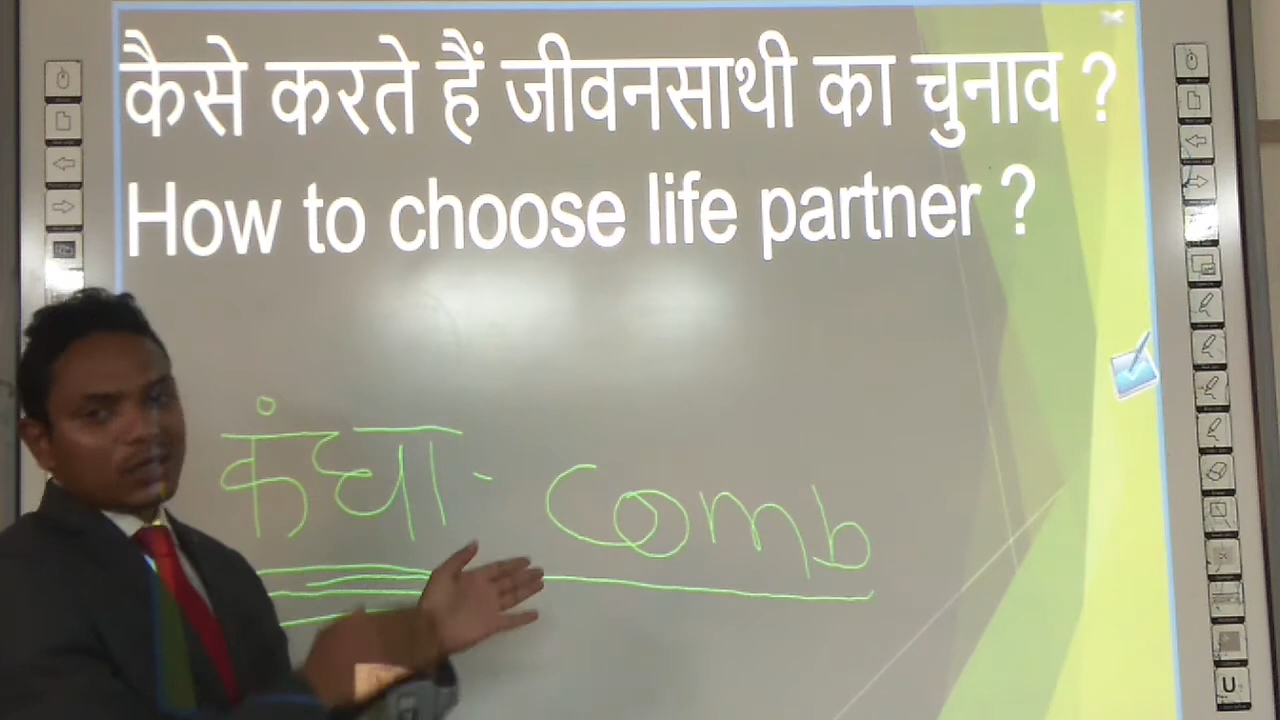 कैसे करते हैं जीवनसाथी का चुनाव ?
How to choose life partner ?
कंघा - comb
U